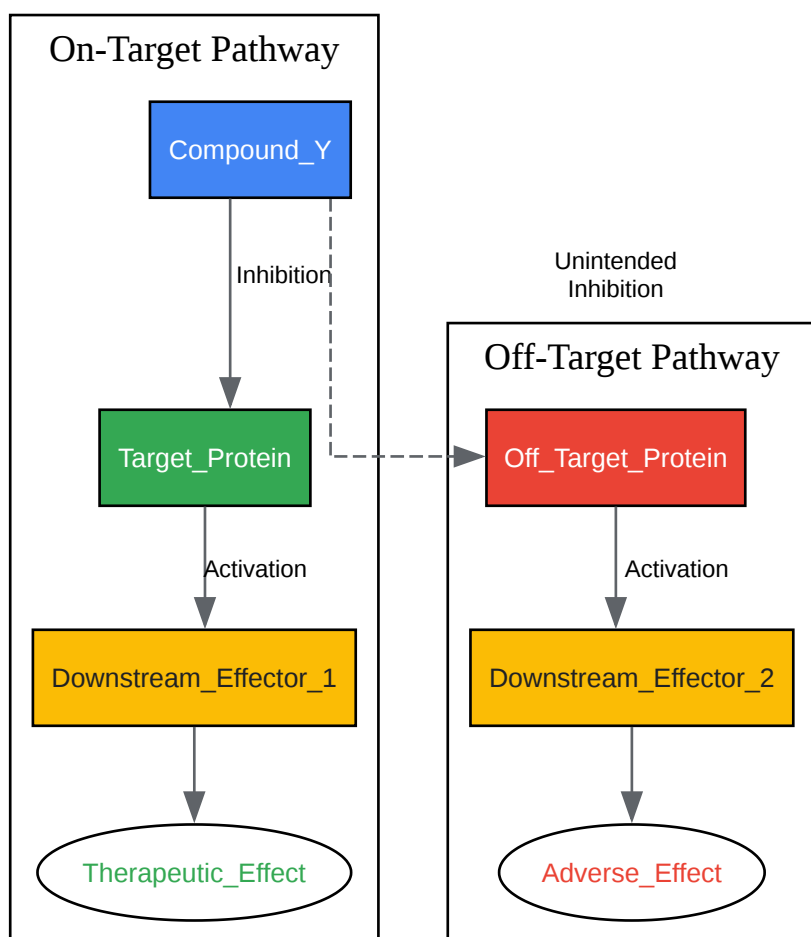 On-Target Pathway
Compound_Y
Inhibition
Unintended
Inhibition
Off-Target Pathway
Target_Protein
Off_Target_Protein
Activation
Activation
Downstream_Effector_1
Downstream_Effector_2
Therapeutic_Effect
Adverse_Effect